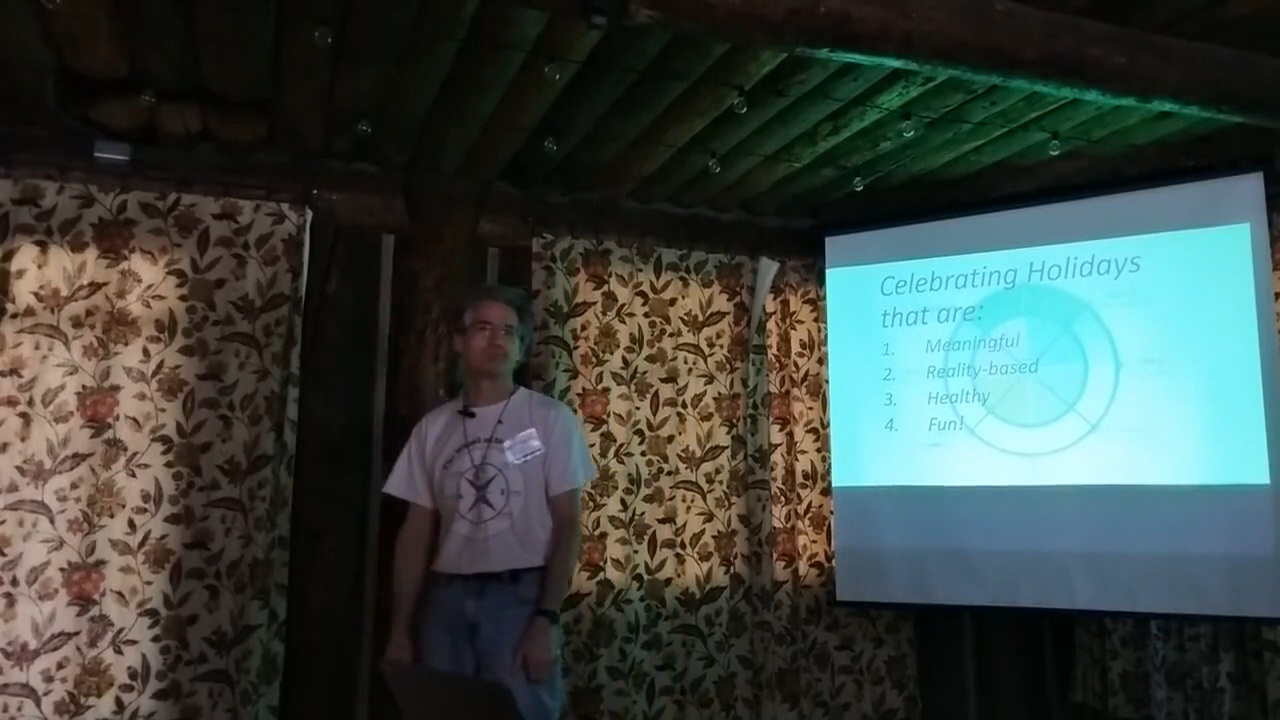 Celebrating Holidays
that are:
1. Meaningful
2. Reality-based
3. Healthy
4. Fun!